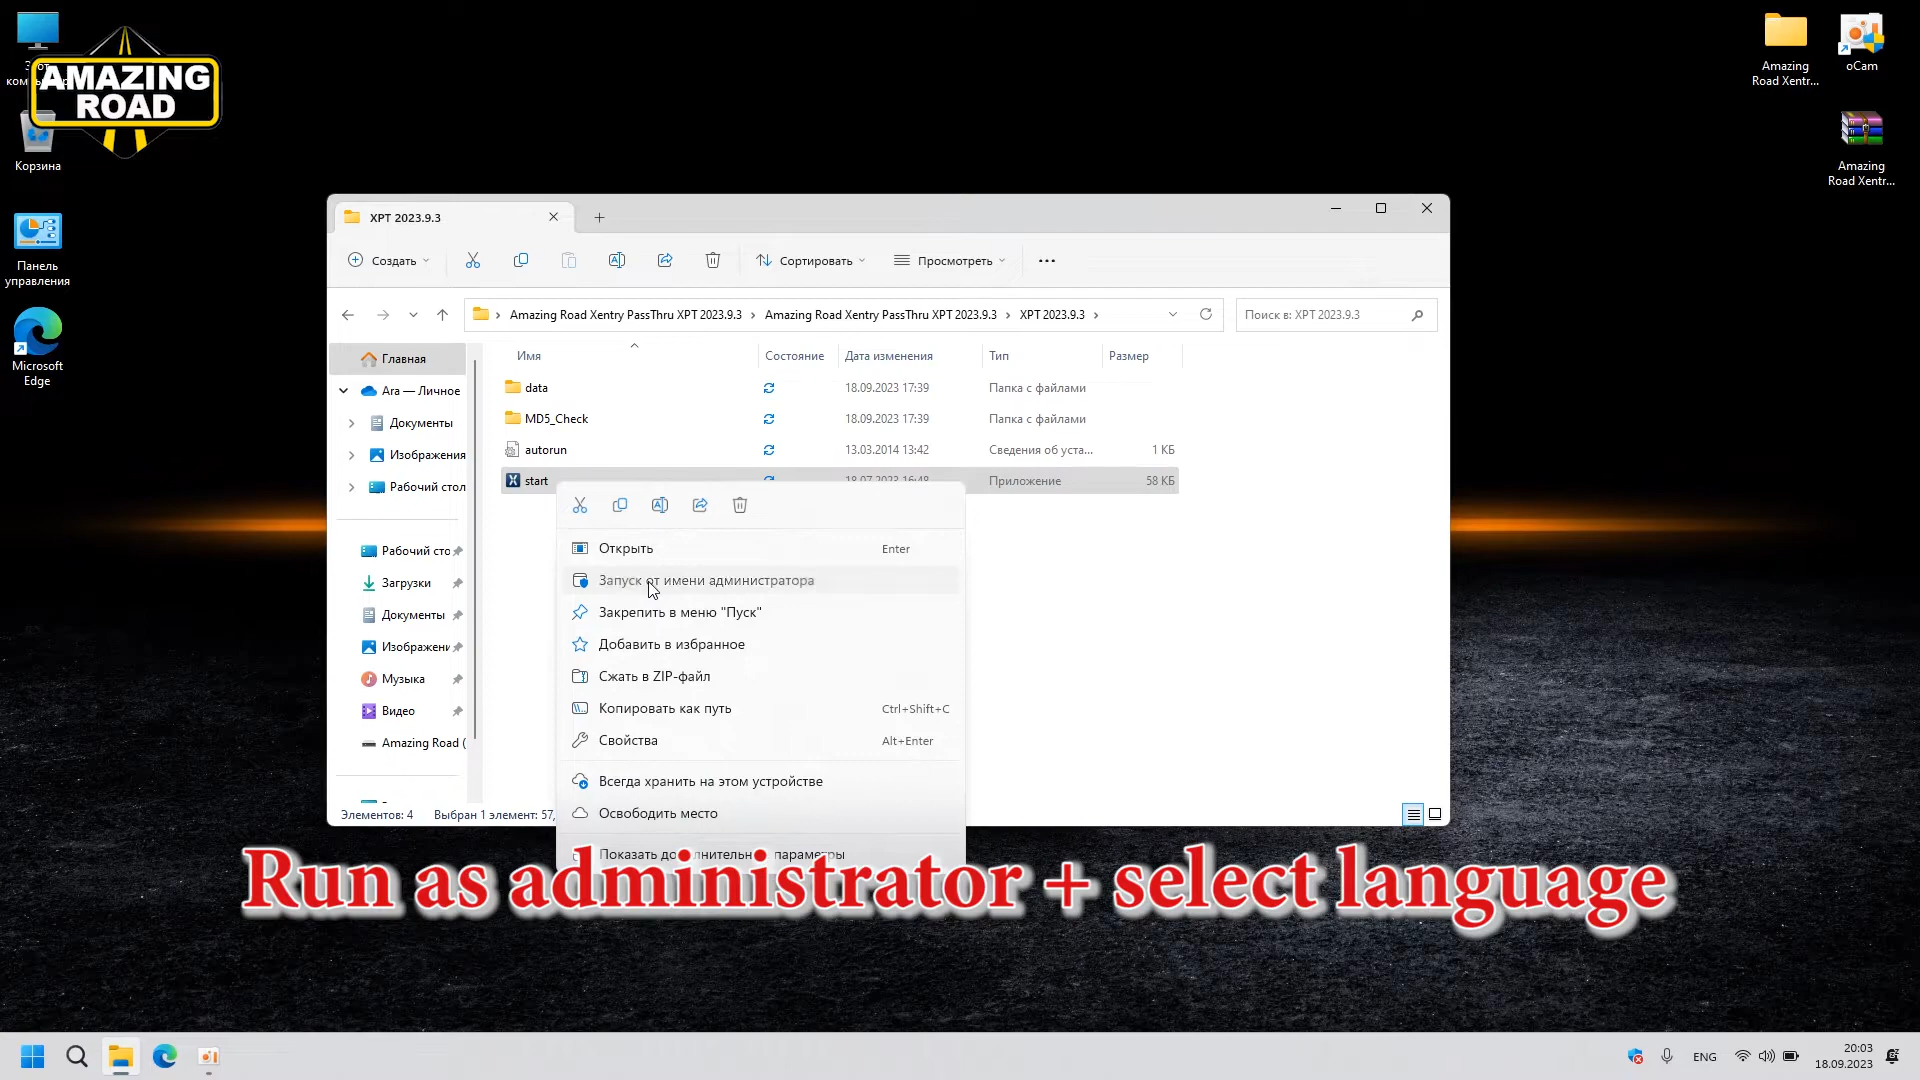 Этот
AMAZING
ROAD
Корзина
Панель
управления
Microsoft
Edge
Amazing
Road Xentr...
oCam
Amazing
Road Xentr...
XPT 2023.9.3
Создать
Сортировать
Просмотреть
Amazing Road Xentry PassThru XPT 2023.9.3 › Amazing Road Xentry PassThru XPT 2023.9.3 › XPT 2023.9.3 ›
Поиск в: XPT 2023.9.3
Главная
Ara — Личное
Документы
Изображения
Рабочий стол
Рабочий сто
Загрузки
Документы
Изображени
Музыка
Видео
Amazing Road (
Имя Состояние Дата изменения Тип Размер
data 18.09.2023 17:39 Папка с файлами
MD5_Check 18.09.2023 17:39 Папка с файлами
autorun 13.03.2014 13:42 Сведения об уста... 1 КБ
start 18.07.2023 16:48 Приложение 58 КБ
Открыть Enter
Запуск от имени администратора
Закрепить в меню "Пуск"
Добавить в избранное
Сжать в ZIP-файл
Копировать как путь Ctrl+Shift+C
Свойства Alt+Enter
Всегда хранить на этом устройстве
Освободить место
Показать дополнительные параметры
Элементов: 4 Выбран 1 элемент: 57,
Run as administrator + select language
ENG
20:03
18.09.2023